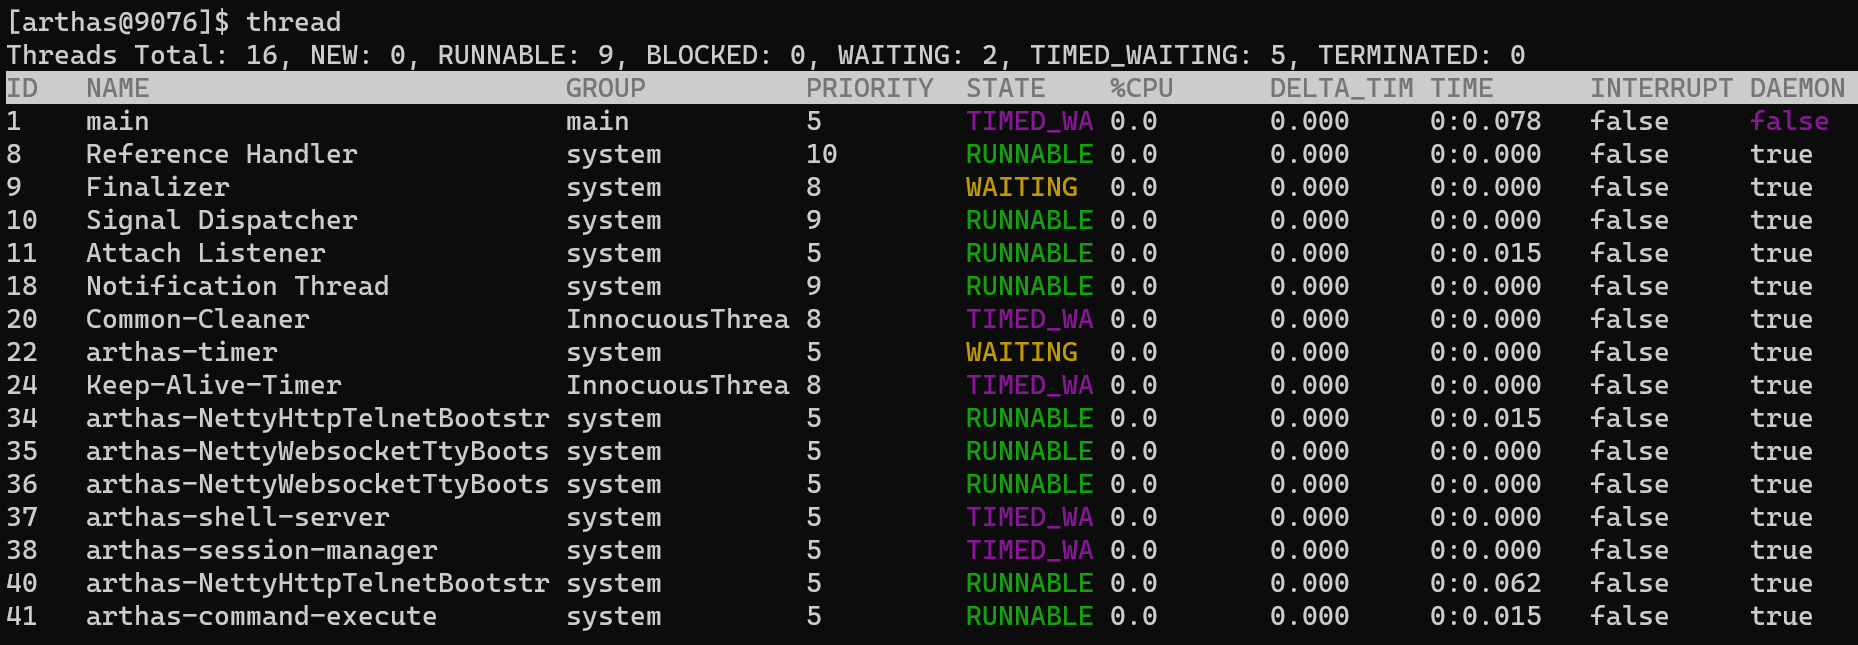 [arthas@9076]$ thread
Threads Total: 16, NEW: 0, RUNNABLE: 9, BLOCKED: 0, WAITING: 2, TIMED_WAITING: 5, TERMINATED: 0
ID   NAME                          GROUP          PRIORITY  STATE    %CPU      DELTA_TIM TIME      INTERRUPT DAEMON
1    main                          main           5         TIMED_WA 0.0       0.000     0:0.078   false     false
8    Reference Handler             system         10        RUNNABLE 0.0       0.000     0:0.000   false     true
9    Finalizer                     system         8         WAITING  0.0       0.000     0:0.000   false     true
10   Signal Dispatcher             system         9         RUNNABLE 0.0       0.000     0:0.000   false     true
11   Attach Listener               system         5         RUNNABLE 0.0       0.000     0:0.015   false     true
18   Notification Thread           system         9         RUNNABLE 0.0       0.000     0:0.000   false     true
20   Common-Cleaner                InnocuousThrea 8         TIMED_WA 0.0       0.000     0:0.000   false     true
22   arthas-timer                  system         5         WAITING  0.0       0.000     0:0.000   false     true
24   Keep-Alive-Timer              InnocuousThrea 8         TIMED_WA 0.0       0.000     0:0.000   false     true
34   arthas-NettyHttpTelnetBootstr system         5         RUNNABLE 0.0       0.000     0:0.015   false     true
35   arthas-NettyWebsocketTtyBoots system         5         RUNNABLE 0.0       0.000     0:0.000   false     true
36   arthas-NettyWebsocketTtyBoots system         5         RUNNABLE 0.0       0.000     0:0.000   false     true
37   arthas-shell-server           system         5         TIMED_WA 0.0       0.000     0:0.000   false     true
38   arthas-session-manager        system         5         TIMED_WA 0.0       0.000     0:0.000   false     true
40   arthas-NettyHttpTelnetBootstr system         5         RUNNABLE 0.0       0.000     0:0.062   false     true
41   arthas-command-execute        system         5         RUNNABLE 0.0       0.000     0:0.015   false     true